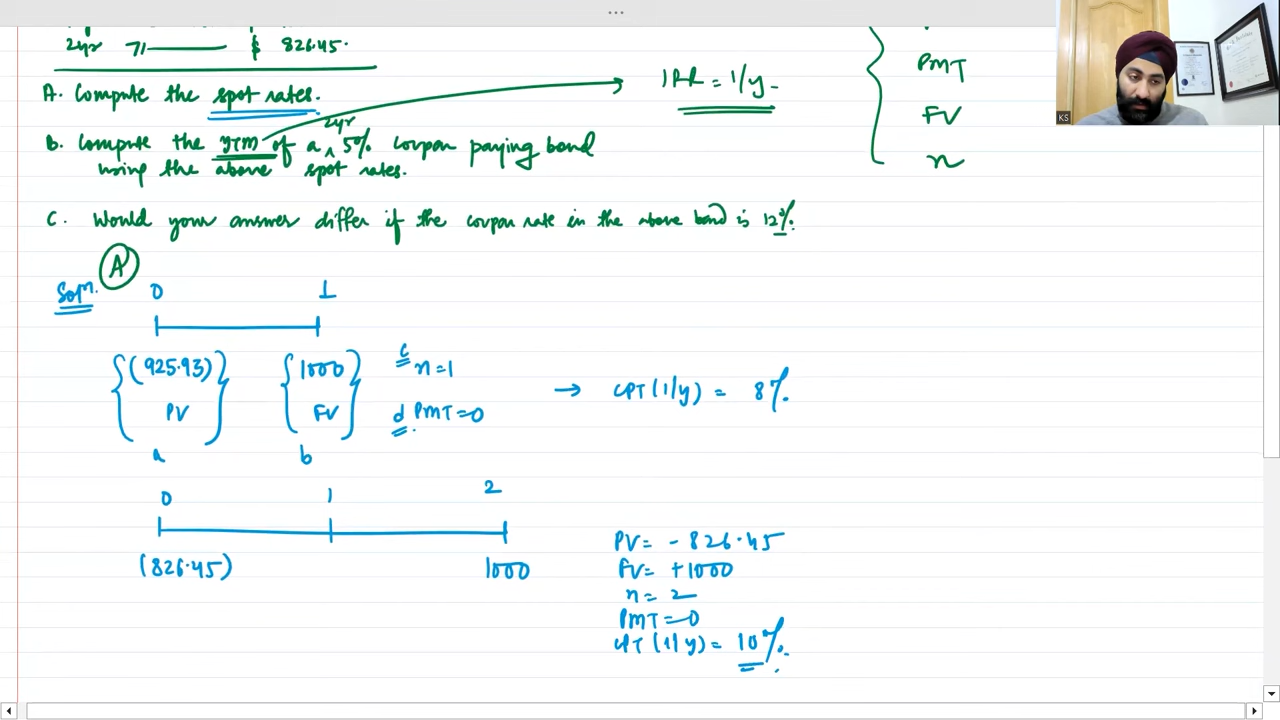 2yr 826.45.
A. Compute the spot rates.
IRR = I/y.
PMT
FV
n
2yr
B. Compute the YTM of a 5% coupon paying bond
using the above spot rates.
C. Would your answer differ if the coupon rate in the above bond is 12%.
A
Soln.
0 1
(925.93) 1000
PV FV
a b
c n=1
d PMT=0
→ CPT (I/y) = 8%
0 1 2
(826.45) 1000
PV = - 826.45
FV = +1000
n = 2
PMT = 0
CPT (I/y) = 10%.
KS